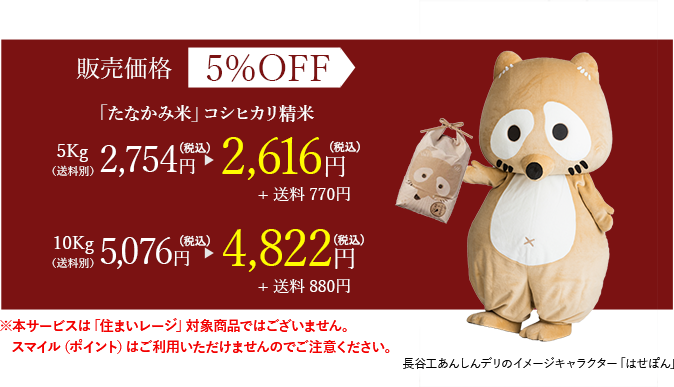 販売価格 5%OFF
「たなかみ米」コシヒカリ精米
5Kg（送料別） 2,754円（税込） ▶ 2,616円（税込）
+ 送料 770円
10Kg（送料別） 5,076円（税込） ▶ 4,822円（税込）
+ 送料 880円
※本サービスは「住まいレージ」対象商品ではございません。
スマイル（ポイント）はご利用いただけませんのでご注意ください。
長谷工あんしんデリのイメージキャラクター「はせぽん」